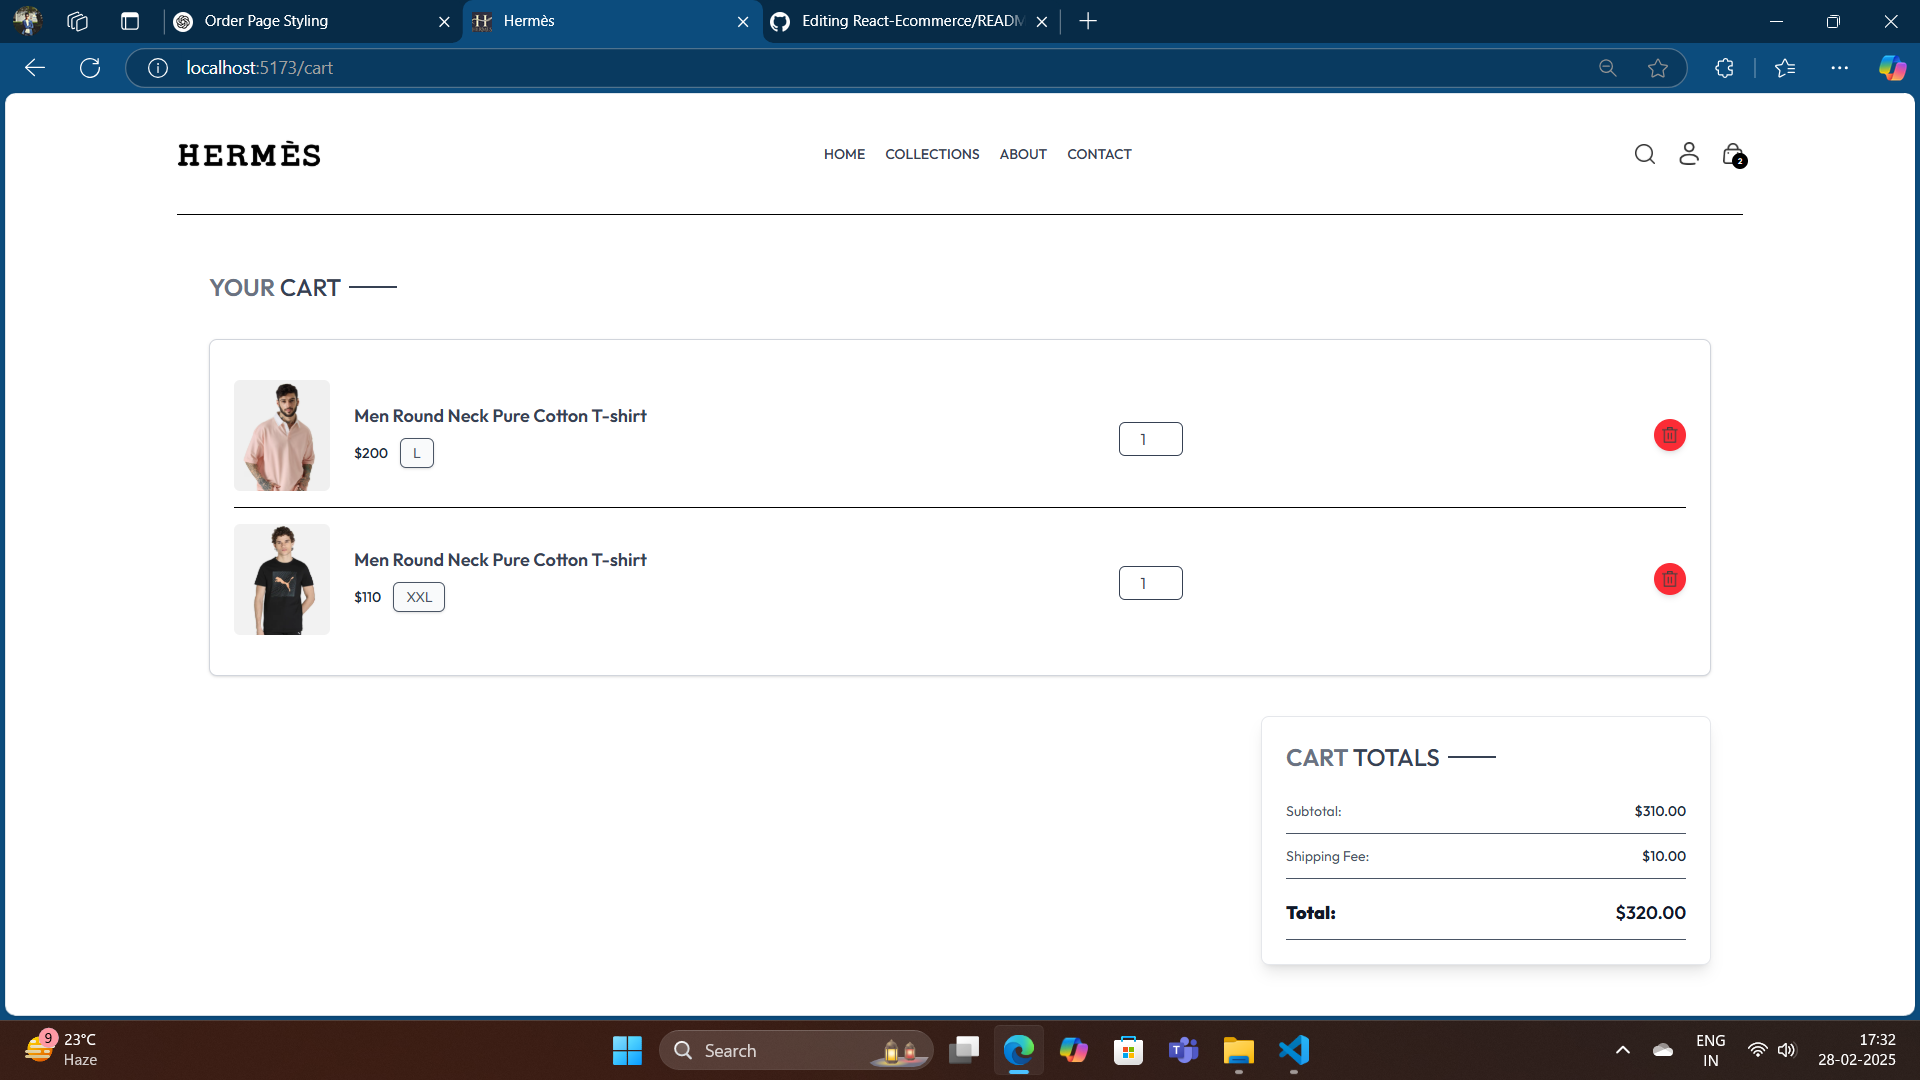 Order Page Styling
Hermès
Editing React-Ecommerce/READM
localhost:5173/cart
HERMÈS
HOME COLLECTIONS ABOUT CONTACT
2
YOUR CART
Men Round Neck Pure Cotton T-shirt
$200 L
1
Men Round Neck Pure Cotton T-shirt
$110 XXL
1
CART TOTALS
Subtotal: $310.00
Shipping Fee: $10.00
Total: $320.00
9
23°C
Haze
Search
ENG
IN
17:32
28-02-2025